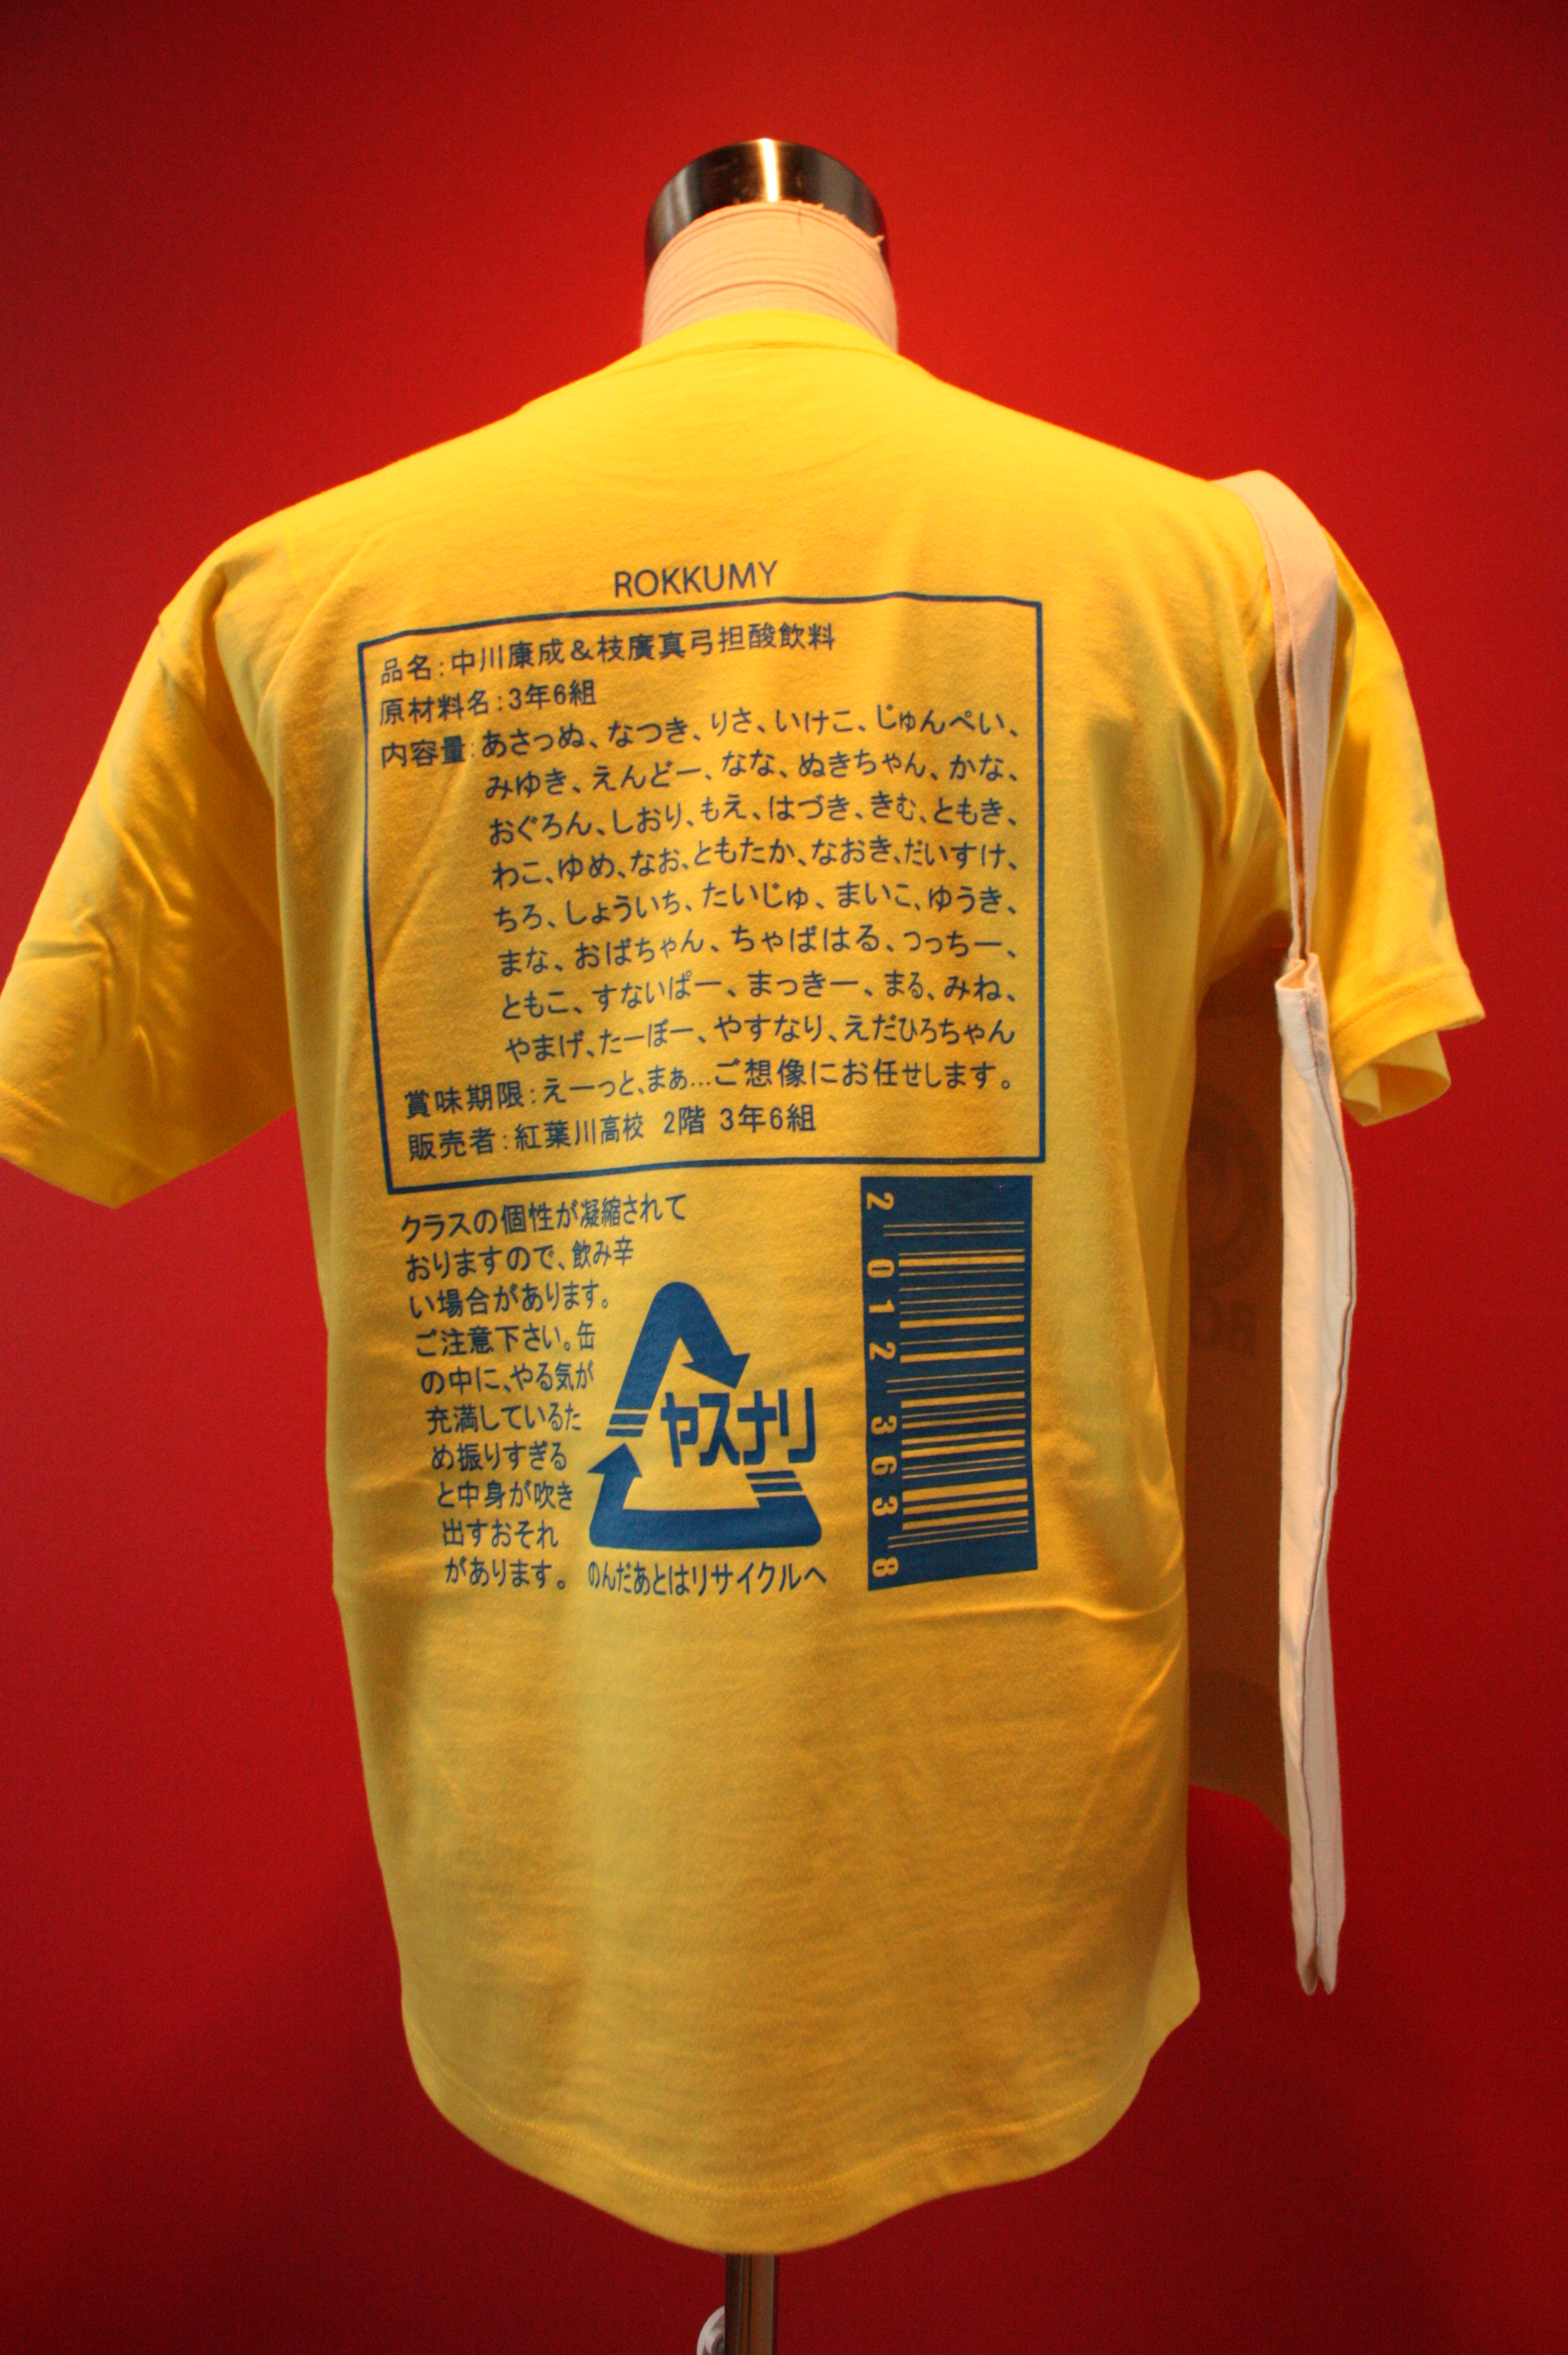 ROKKUMY
品名:中川康成&枝廣真弓担酸飲料
原材料名:3年6組
内容量:あさっぬ、なつき、りさ、いけこ、じゅんぺい、
みゆき、えんどー、なな、ぬきちゃん、かな、
おぐろん、しおり、もえ、はづき、きむ、ともき、
わこ、ゆめ、なお、ともたか、なおき、だいすけ、
ちろ、しょういち、たいじゅ、まいこ、ゆうき、
まな、おばちゃん、ちゃばはる、つっちー、
ともこ、すないぱー、まっきー、まる、みね、
やまげ、たーぼー、やすなり、えだひろちゃん
賞味期限:えーっと、まぁ...ご想像にお任せします。
販売者:紅葉川高校 2階 3年6組
クラスの個性が凝縮されて
おりますので、飲み辛
い場合があります。
ご注意下さい。缶
の中に、やる気が
充満しているた
め振りすぎる
と中身が吹き
出すおそれ
があります。
ヤスナリ
のんだあとはリサイクルへ
2 012363 8